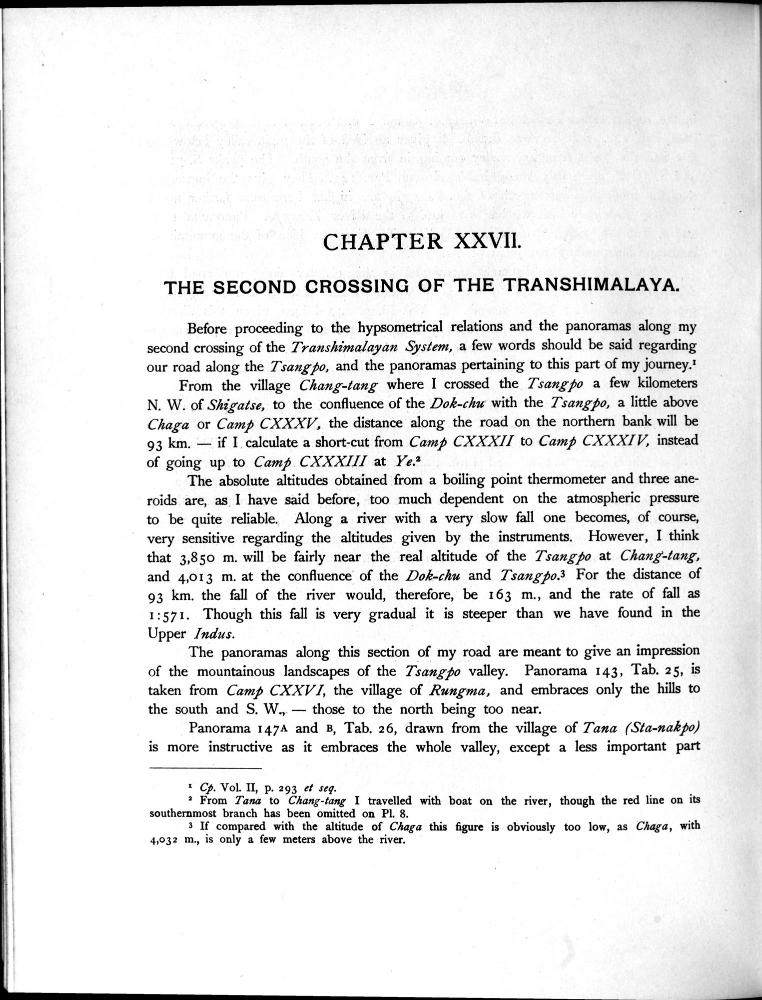 CHAPTER XXVII.
THE SECOND CROSSING OF THE TRANSHIMALAYA.
Before proceeding to the hypsometrical relations and the panoramas along my
second crossing of the Transhimalayan System, a few words should be said regarding
our road along the Tsangpo, and the panoramas pertaining to this part of my journey.¹
From the village Chang-tang where I crossed the Tsangpo a few kilometers
N. W. of Shigatse, to the confluence of the Dok-chu with the Tsangpo, a little above
Chaga or Camp CXXXV, the distance along the road on the northern bank will be
93 km. — if I calculate a short-cut from Camp CXXXII to Camp CXXXIV, instead
of going up to Camp CXXXIII at Ye.²
The absolute altitudes obtained from a boiling point thermometer and three ane-
roids are, as I have said before, too much dependent on the atmospheric pressure
to be quite reliable. Along a river with a very slow fall one becomes, of course,
very sensitive regarding the altitudes given by the instruments. However, I think
that 3,850 m. will be fairly near the real altitude of the Tsangpo at Chang-tang,
and 4,013 m. at the confluence of the Dok-chu and Tsangpo.³ For the distance of
93 km. the fall of the river would, therefore, be 163 m., and the rate of fall as
1:571. Though this fall is very gradual it is steeper than we have found in the
Upper Indus.
The panoramas along this section of my road are meant to give an impression
of the mountainous landscapes of the Tsangpo valley. Panorama 143, Tab. 25, is
taken from Camp CXXVI, the village of Rungma, and embraces only the hills to
the south and S. W., — those to the north being too near.
Panorama 147A and B, Tab. 26, drawn from the village of Tana (Sta-nakpo)
is more instructive as it embraces the whole valley, except a less important part
¹ Cp. Vol. II, p. 293 et seq.
² From Tana to Chang-tang I travelled with boat on the river, though the red line on its
southernmost branch has been omitted on Pl. 8.
³ If compared with the altitude of Chaga this figure is obviously too low, as Chaga, with
4,032 m., is only a few meters above the river.